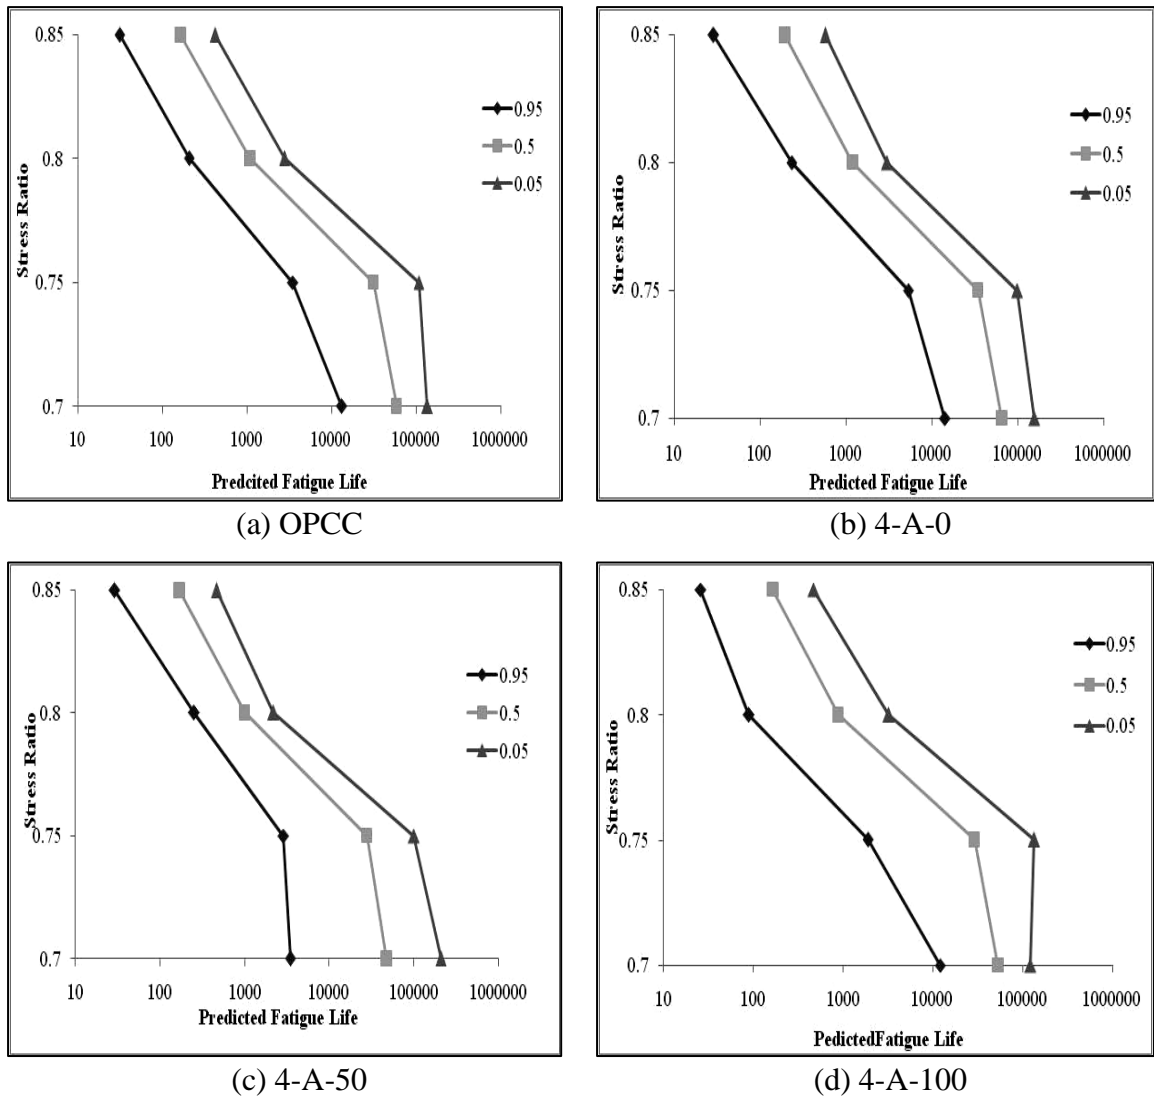 0.85
0.8
0.75
0.7
Stress Ratio
10 100 1000 10000 100000 1000000
Predcited Fatigue Life
0.95
0.5
0.05
(a) OPCC
0.85
0.8
0.75
0.7
Stress Ratio
10 100 1000 10000 100000 1000000
Predicted Fatigue Life
0.95
0.5
0.05
(b) 4-A-0
0.85
0.8
0.75
0.7
Stress Ratio
10 100 1000 10000 100000 1000000
Predicted Fatigue Life
0.95
0.5
0.05
(c) 4-A-50
0.85
0.8
0.75
0.7
Stress Ratio
10 100 1000 10000 100000 1000000
PedictedFatigue Life
0.95
0.5
0.05
(d) 4-A-100